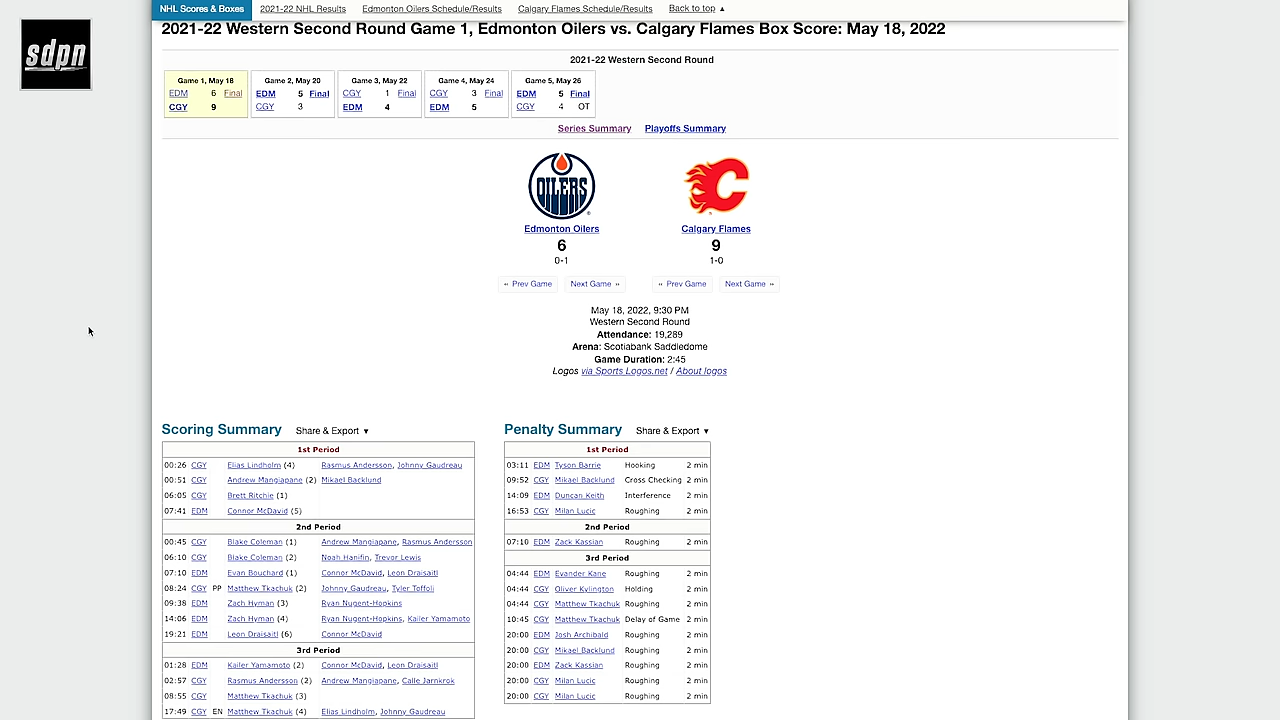 sdpn
NHL Scores & Boxes 2021-22 NHL Results Edmonton Oilers Schedule/Results Calgary Flames Schedule/Results Back to top ▲
2021-22 Western Second Round Game 1, Edmonton Oilers vs. Calgary Flames Box Score: May 18, 2022
2021-22 Western Second Round
Game 1, May 18 Game 2, May 20 Game 3, May 22 Game 4, May 24 Game 5, May 26
EDM 6 Final EDM 5 Final CGY 1 Final CGY 3 Final EDM 5 Final
CGY 9 CGY 3 EDM 4 EDM 5 CGY 4 OT
Series Summary Playoffs Summary
OILERS C
Edmonton Oilers Calgary Flames
6 9
0-1 1-0
« Prev Game Next Game » « Prev Game Next Game »
May 18, 2022, 9:30 PM
Western Second Round
Attendance: 19,289
Arena: Scotiabank Saddledome
Game Duration: 2:45
Logos via Sports Logos.net / About logos
Scoring Summary Share & Export ▼
1st Period
00:26 CGY Elias Lindholm (4) Rasmus Andersson, Johnny Gaudreau
00:51 CGY Andrew Mangiapane (2) Mikael Backlund
06:05 CGY Brett Ritchie (1)
07:41 EDM Connor McDavid (5)
2nd Period
00:45 CGY Blake Coleman (1) Andrew Mangiapane, Rasmus Andersson
06:10 CGY Blake Coleman (2) Noah Hanifin, Trevor Lewis
07:10 EDM Evan Bouchard (1) Connor McDavid, Leon Draisaitl
08:24 CGY PP Matthew Tkachuk (2) Johnny Gaudreau, Tyler Toffoli
09:38 EDM Zach Hyman (3) Ryan Nugent-Hopkins
14:06 EDM Zach Hyman (4) Ryan Nugent-Hopkins, Kailer Yamamoto
19:21 EDM Leon Draisaitl (6) Connor McDavid
3rd Period
01:28 EDM Kailer Yamamoto (2) Connor McDavid, Leon Draisaitl
02:57 CGY Rasmus Andersson (2) Andrew Mangiapane, Calle Jarnkrok
08:55 CGY Matthew Tkachuk (3)
17:49 CGY EN Matthew Tkachuk (4) Elias Lindholm, Johnny Gaudreau
Penalty Summary Share & Export ▼
1st Period
03:11 EDM Tyson Barrie Hooking 2 min
09:52 CGY Mikael Backlund Cross Checking 2 min
14:09 EDM Duncan Keith Interference 2 min
16:53 CGY Milan Lucic Roughing 2 min
2nd Period
07:10 EDM Zack Kassian Roughing 2 min
3rd Period
04:44 EDM Evander Kane Roughing 2 min
04:44 CGY Oliver Kylington Holding 2 min
04:44 CGY Matthew Tkachuk Roughing 2 min
10:45 CGY Matthew Tkachuk Delay of Game 2 min
20:00 EDM Josh Archibald Roughing 2 min
20:00 CGY Mikael Backlund Roughing 2 min
20:00 EDM Zack Kassian Roughing 2 min
20:00 CGY Milan Lucic Roughing 2 min
20:00 CGY Milan Lucic Roughing 2 min